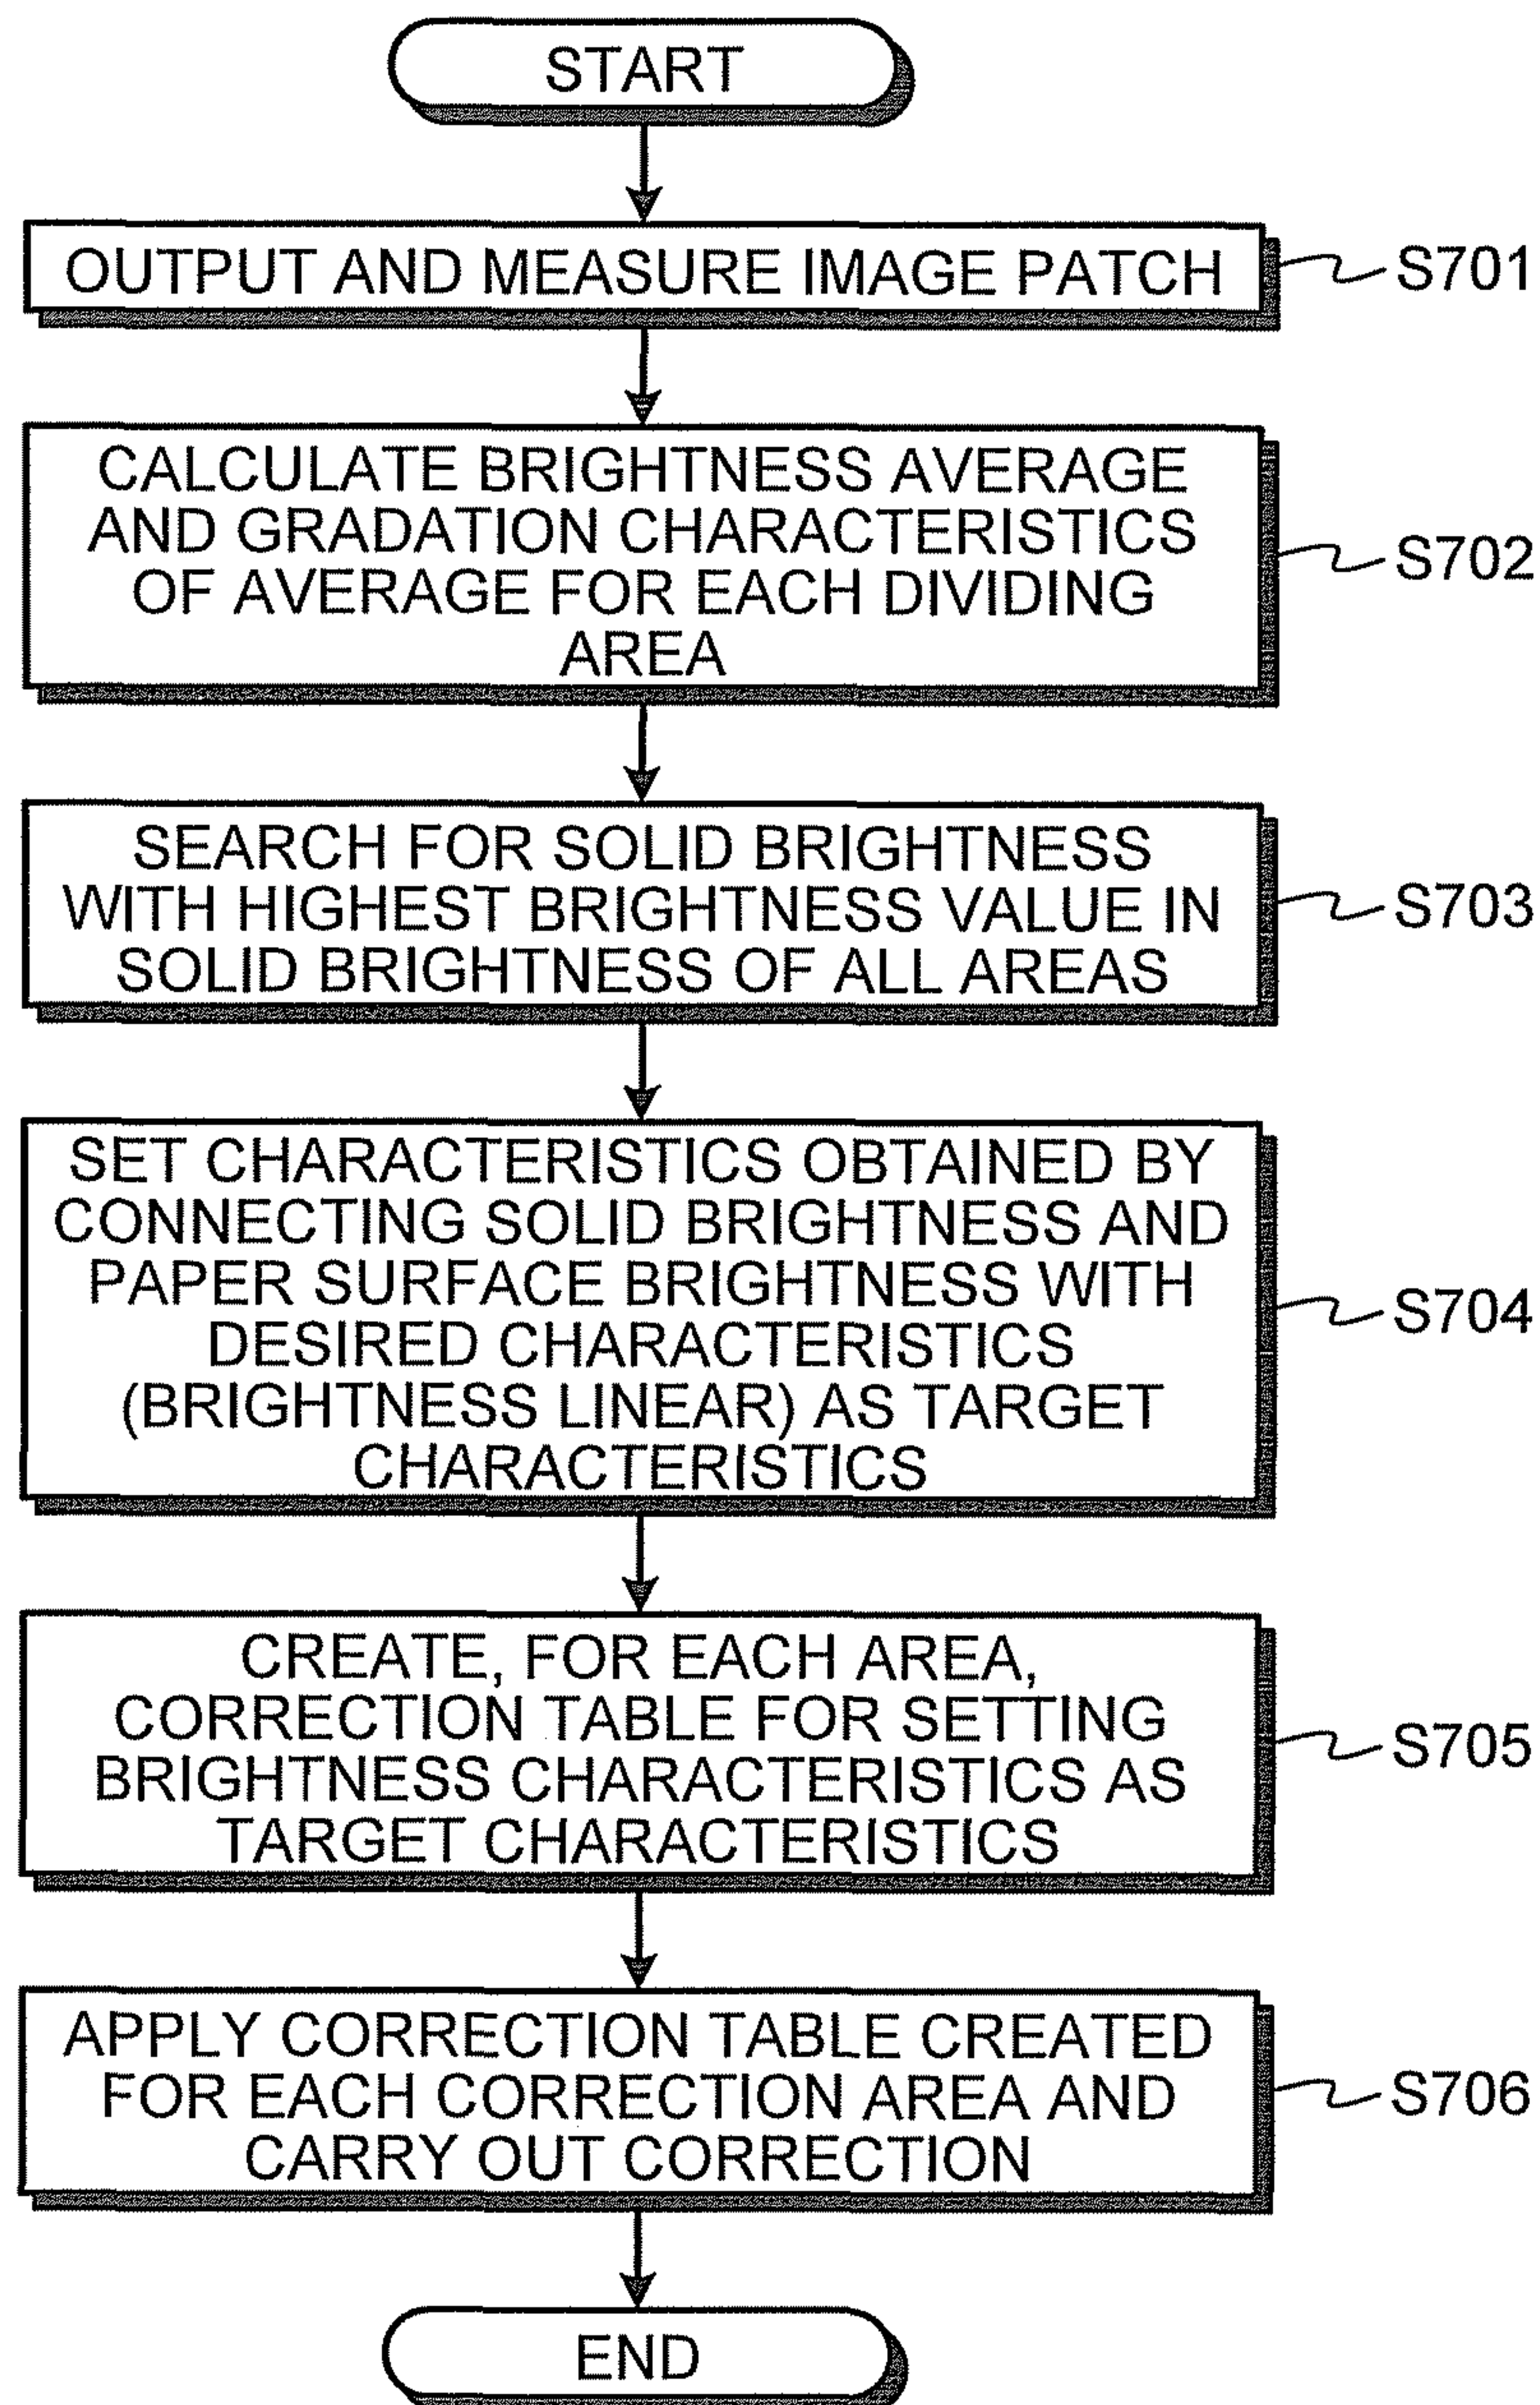 START
OUTPUT AND MEASURE IMAGE PATCH
S701
CALCULATE BRIGHTNESS AVERAGE
AND GRADATION CHARACTERISTICS
OF AVERAGE FOR EACH DIVIDING
AREA
S702
SEARCH FOR SOLID BRIGHTNESS
WITH HIGHEST BRIGHTNESS VALUE IN
SOLID BRIGHTNESS OF ALL AREAS
S703
SET CHARACTERISTICS OBTAINED BY
CONNECTING SOLID BRIGHTNESS AND
PAPER SURFACE BRIGHTNESS WITH
DESIRED CHARACTERISTICS
(BRIGHTNESS LINEAR) AS TARGET
CHARACTERISTICS
S704
CREATE, FOR EACH AREA,
CORRECTION TABLE FOR SETTING
BRIGHTNESS CHARACTERISTICS AS
TARGET CHARACTERISTICS
S705
APPLY CORRECTION TABLE CREATED
FOR EACH CORRECTION AREA AND
CARRY OUT CORRECTION
S706
END